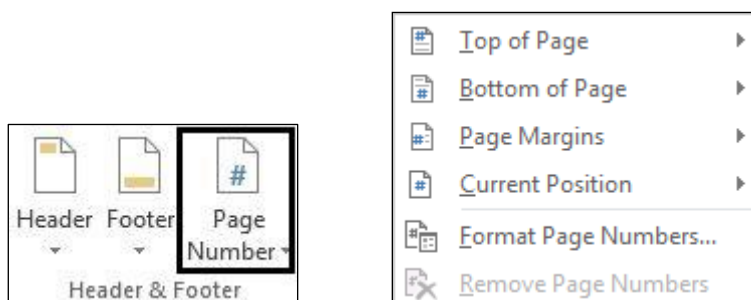 Header Footer Page
Number
Header & Footer
Top of Page
Bottom of Page
Page Margins
Current Position
Format Page Numbers...
Remove Page Numbers